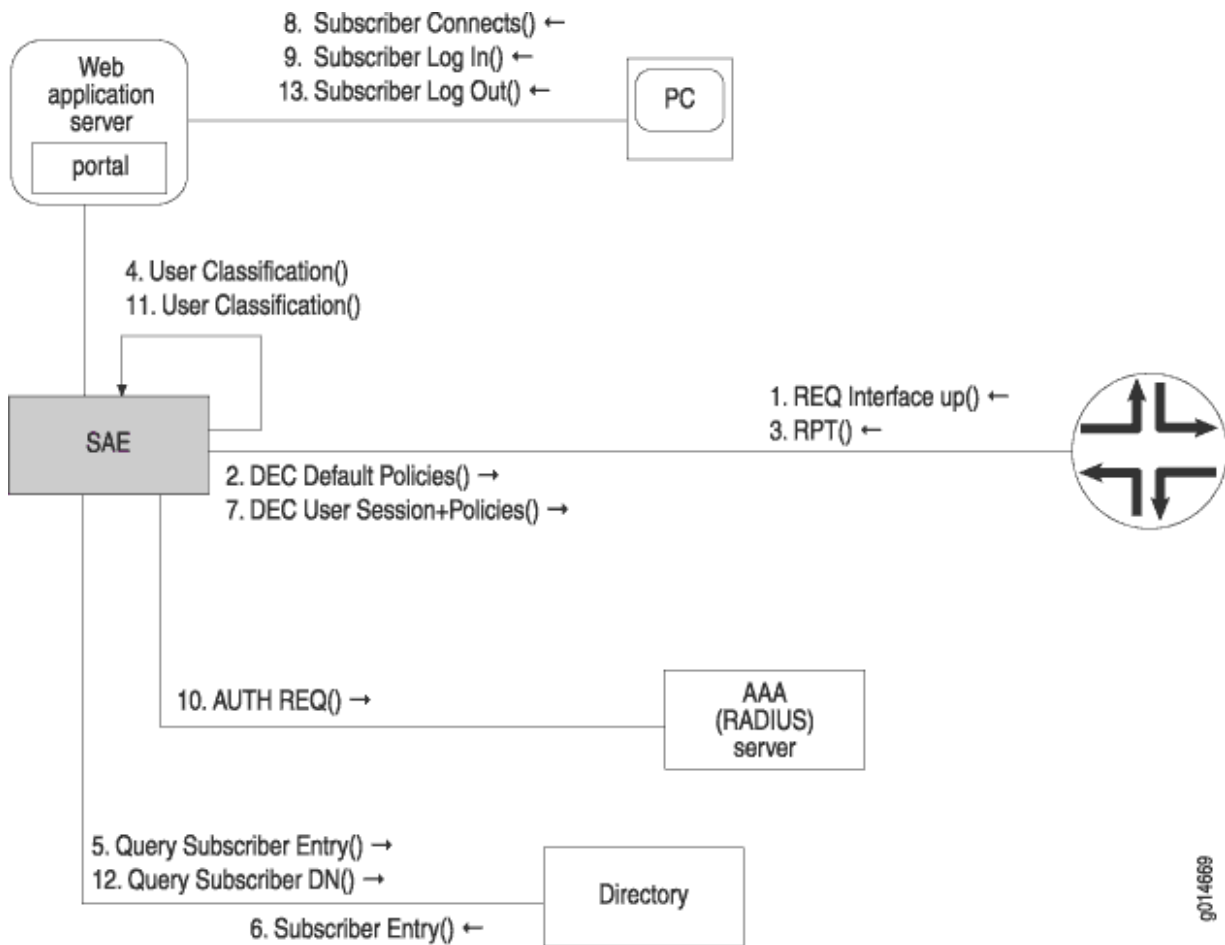 8. Subscriber Connects() ←
9. Subscriber Log In() ←
13. Subscriber Log Out() ←
Web
application
server
portal
PC
4. User Classification()
11. User Classification()
1. REQ Interface up() ←
3. RPT() ←
SAE
2. DEC Default Policies() →
7. DEC User Session+Policies() →
10. AUTH REQ() →
AAA
(RADIUS)
server
5. Query Subscriber Entry() →
12. Query Subscriber DN() →
6. Subscriber Entry() ←
Directory
g014669